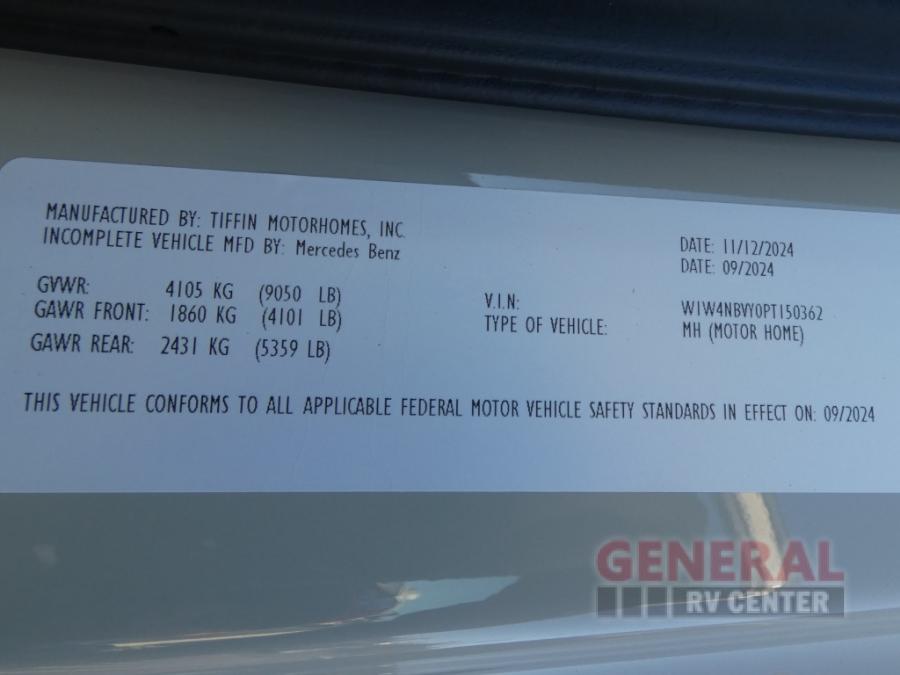 MANUFACTURED BY: TIFFIN MOTORHOMES, INC.
INCOMPLETE VEHICLE MFD BY: Mercedes Benz
DATE: 11/12/2024
DATE: 09/2024
GVWR: 4105 KG (9050 LB)
GAWR FRONT: 1860 KG (4101 LB)
GAWR REAR: 2431 KG (5359 LB)
V.I.N: W1W4NBVY0PT150362
TYPE OF VEHICLE: MH (MOTOR HOME)
THIS VEHICLE CONFORMS TO ALL APPLICABLE FEDERAL MOTOR VEHICLE SAFETY STANDARDS IN EFFECT ON: 09/2024
GENERAL
RV CENTER